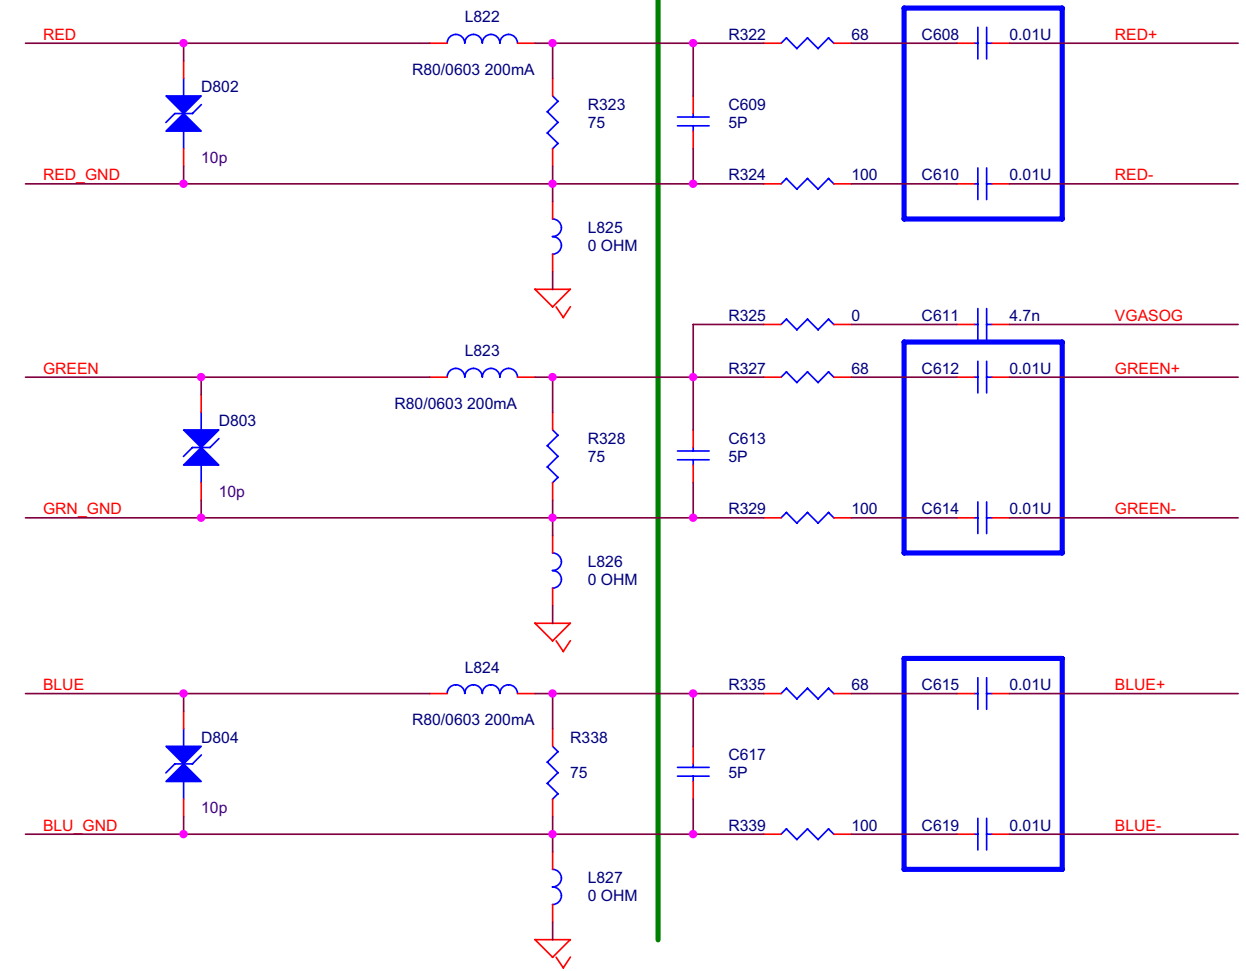 L822
RED
R80/0603 200mA
R322
68
C608
0.01U
RED+
D802
10p
R323
75
C609
5P
RED_GND
R324
100
C610
0.01U
RED-
L825
0 OHM
R325
0
C611
4.7n
VGASOG
L823
GREEN
R80/0603 200mA
R327
68
C612
0.01U
GREEN+
D803
10p
R328
75
C613
5P
GRN_GND
R329
100
C614
0.01U
GREEN-
L826
0 OHM
L824
BLUE
R80/0603 200mA
R335
68
C615
0.01U
BLUE+
D804
10p
R338
75
C617
5P
BLU_GND
R339
100
C619
0.01U
BLUE-
L827
0 OHM